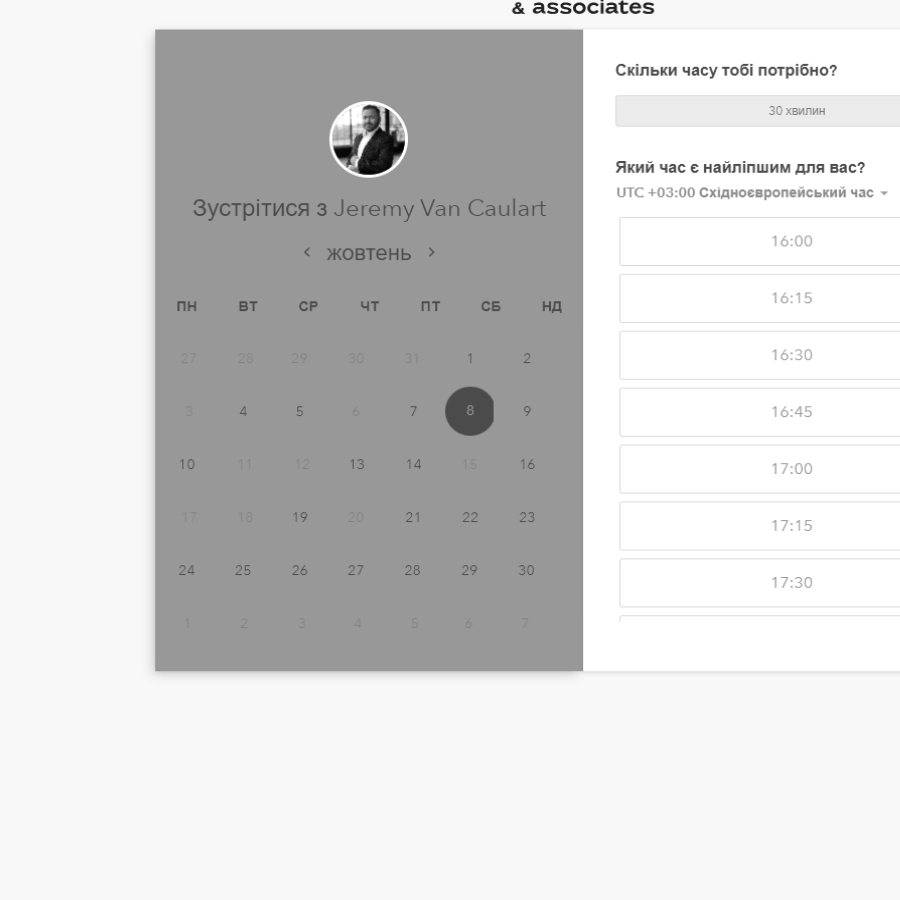 & associates
Зустрітися з Jeremy Van Caulart
жовтень
ПН ВТ СР ЧТ ПТ СБ НД
27 28 29 30 31 1 2
3 4 5 6 7 8 9
10 11 12 13 14 15 16
17 18 19 20 21 22 23
24 25 26 27 28 29 30
1 2 3 4 5 6 7
Скільки часу тобі потрібно?
30 хвилин
Який час є найліпшим для вас?
UTC +03:00 Східноєвропейський час
16:00
16:15
16:30
16:45
17:00
17:15
17:30